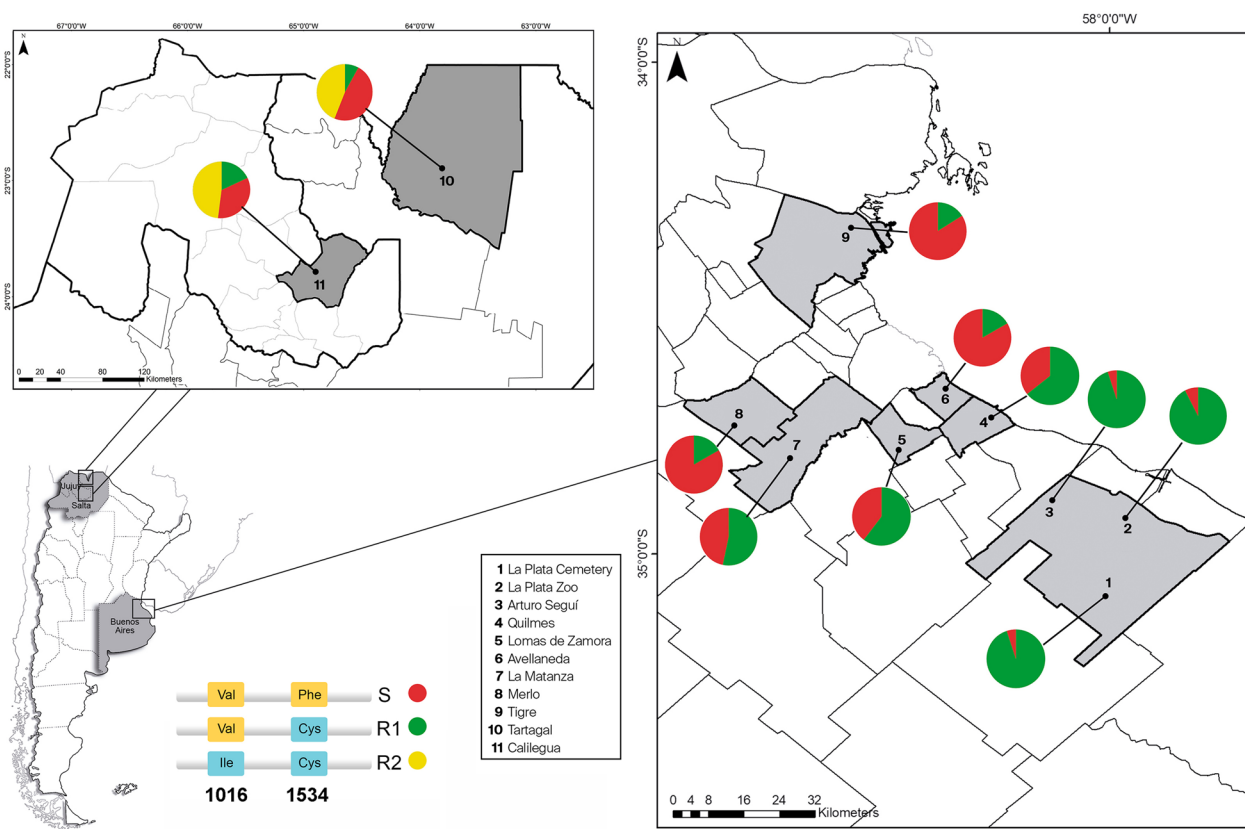 67°0'0"W 66°0'0"W 65°0'0"W 64°0'0"W 63°0'0"W
22°0'0"S
23°0'0"S
24°0'0"S
N
10
11
0 20 40 80 120
Kilometers
58°0'0"W
34°0'0"S
35°0'0"S
N
9
6
4
8
5
7
3
2
1
0 4 8 16 24 32
Kilometers
Jujuy
Salta
Buenos
Aires
1 La Plata Cemetery
2 La Plata Zoo
3 Arturo Seguí
4 Quilmes
5 Lomas de Zamora
6 Avellaneda
7 La Matanza
8 Merlo
9 Tigre
10 Tartagal
11 Calilegua
Val Phe S
Val Cys R1
Ile Cys R2
1016 1534